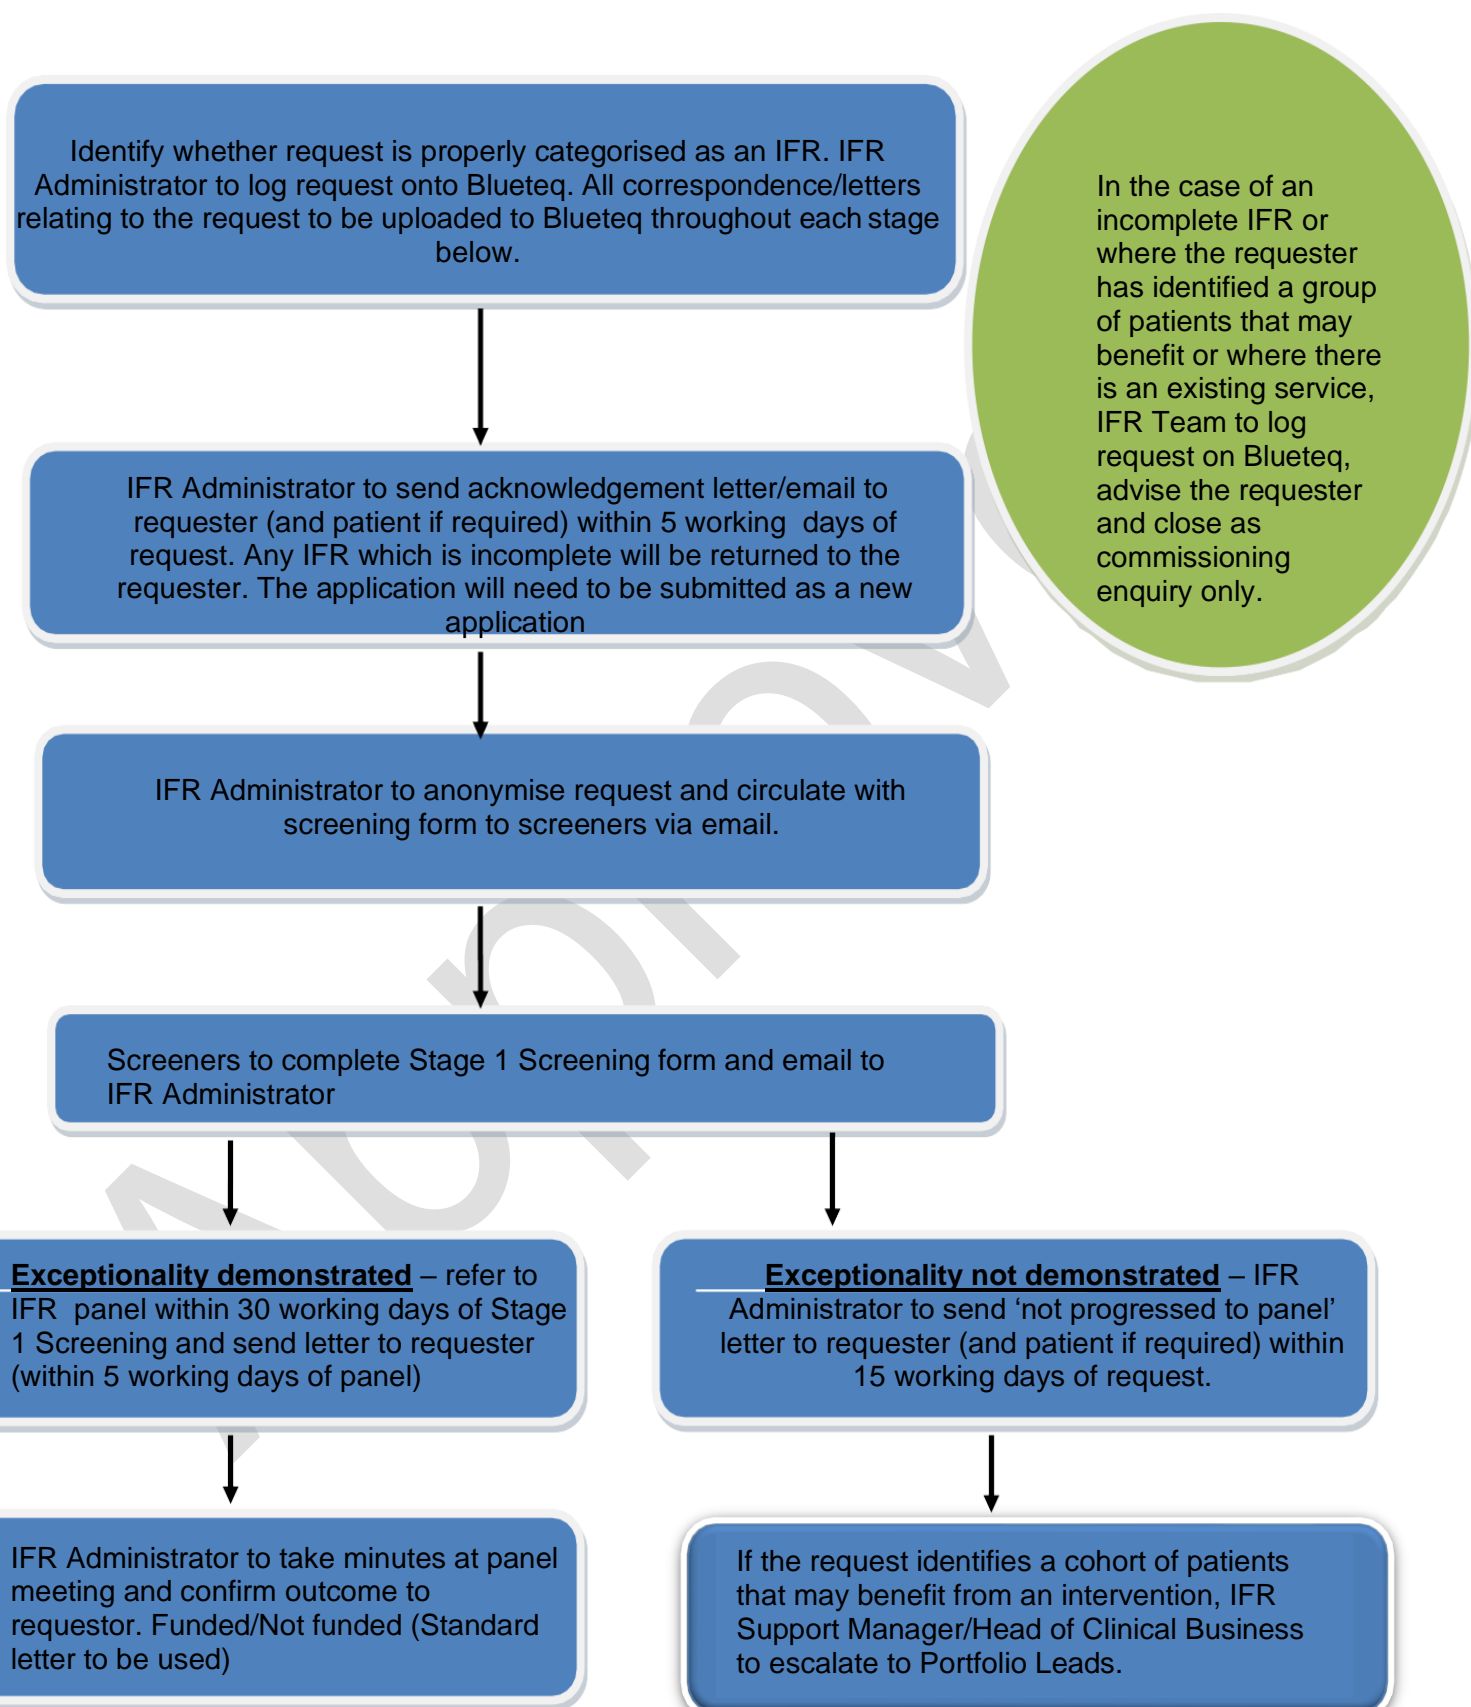 Identify whether request is properly categorised as an IFR. IFR
Administrator to log request onto Blueteq. All correspondence/letters
relating to the request to be uploaded to Blueteq throughout each stage
below.
In the case of an
incomplete IFR or
where the requester
has identified a group
of patients that may
benefit or where there
is an existing service,
IFR Team to log
request on Blueteq,
advise the requester
and close as
commissioning
enquiry only.
IFR Administrator to send acknowledgement letter/email to
requester (and patient if required) within 5 working days of
request. Any IFR which is incomplete will be returned to the
requester. The application will need to be submitted as a new
application
IFR Administrator to anonymise request and circulate with
screening form to screeners via email.
Screeners to complete Stage 1 Screening form and email to
IFR Administrator
Exceptionality demonstrated – refer to
IFR panel within 30 working days of Stage
1 Screening and send letter to requester
(within 5 working days of panel)
Exceptionality not demonstrated – IFR
Administrator to send ‘not progressed to panel’
letter to requester (and patient if required) within
15 working days of request.
IFR Administrator to take minutes at panel
meeting and confirm outcome to
requestor. Funded/Not funded (Standard
letter to be used)
If the request identifies a cohort of patients
that may benefit from an intervention, IFR
Support Manager/Head of Clinical Business
to escalate to Portfolio Leads.